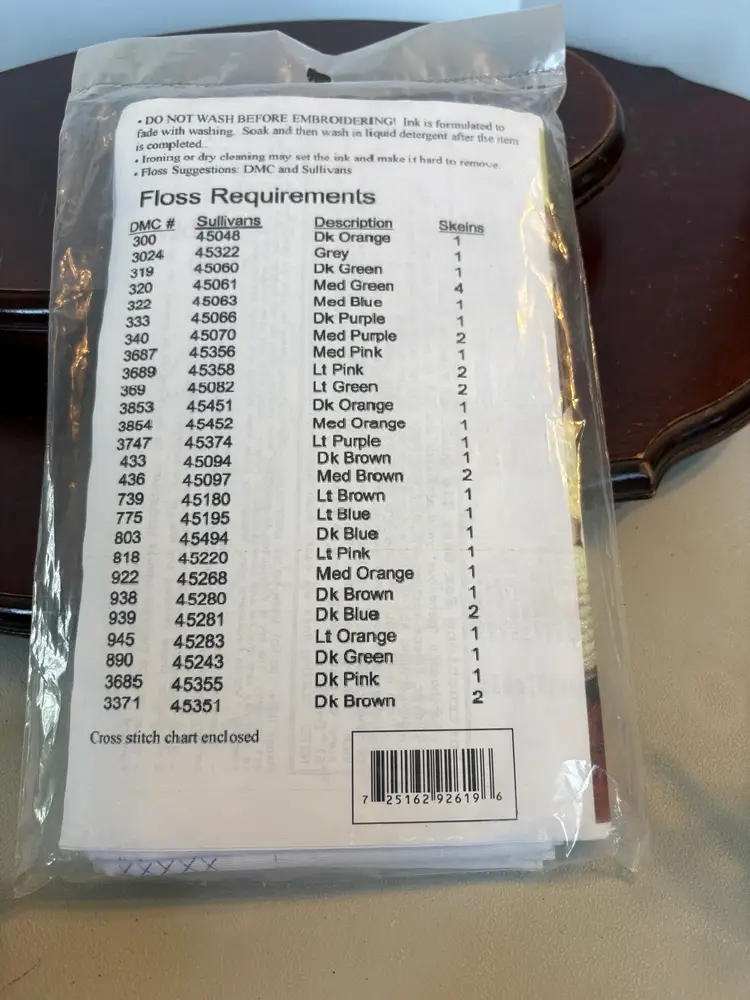 • DO NOT WASH BEFORE EMBROIDERING! Ink is formulated to
fade with washing. Soak and then wash in liquid detergent after the item
is completed..
• Ironing or dry cleaning may set the ink and make it hard to remove.
• Floss Suggestions: DMC and Sullivans
Floss Requirements
DMC # Sullivans Description Skeins
300 45048 Dk Orange 1
3024 45322 Grey 1
319 45060 Dk Green 1
320 45061 Med Green 4
322 45063 Med Blue 1
333 45066 Dk Purple 1
340 45070 Med Purple 2
3687 45356 Med Pink 1
3689 45358 Lt Pink 2
369 45082 Lt Green 2
3853 45451 Dk Orange 1
3854 45452 Med Orange 1
3747 45374 Lt Purple 1
433 45094 Dk Brown 1
436 45097 Med Brown 2
739 45180 Lt Brown 1
775 45195 Lt Blue 1
803 45494 Dk Blue 1
818 45220 Lt Pink 1
922 45268 Med Orange 1
938 45280 Dk Brown 1
939 45281 Dk Blue 2
945 45283 Lt Orange 1
890 45243 Dk Green 1
3685 45355 Dk Pink 1
3371 45351 Dk Brown 2
Cross stitch chart enclosed
7 25162 92619 6